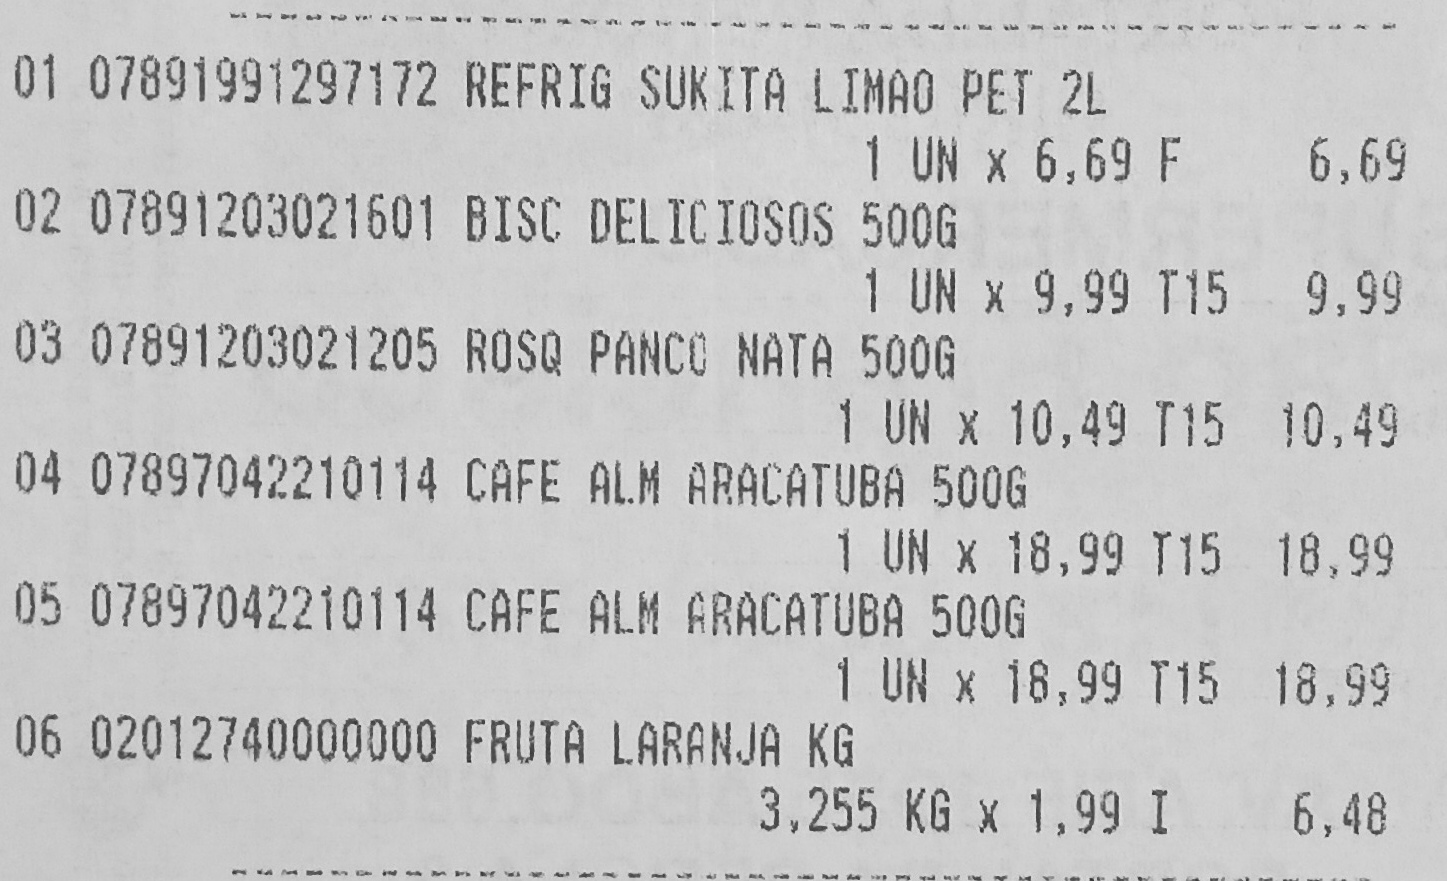 01 07891991297172 REFRIG SUKITA LIMAO PET 2L
1 UN x 6,69 F 6,69
02 07891203021601 BISC DELICIOSOS 500G
1 UN x 9,99 T15 9,99
03 07891203021205 ROSQ PANCO NATA 500G
1 UN x 10,49 T15 10,49
04 07897042210114 CAFE ALM ARACATUBA 500G
1 UN x 18,99 T15 18,99
05 07897042210114 CAFE ALM ARACATUBA 500G
1 UN x 18,99 T15 18,99
06 02012740000000 FRUTA LARANJA KG
3,255 KG x 1,99 I 6,48